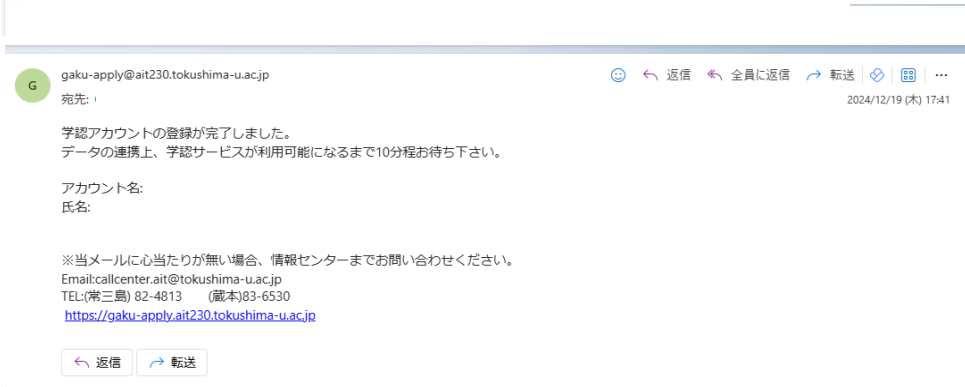 G
gaku-apply@ait230.tokushima-u.ac.jp
返信 全員に返信 転送 ...
宛先:
2024/12/19 (木) 17:41
学認アカウントの登録が完了しました。
データの連携上、学認サービスが利用可能になるまで10分程お待ち下さい。
アカウント名:
氏名:
※当メールに心当たりが無い場合、情報センターまでお問い合わせください。
Email:callcenter.ait@tokushima-u.ac.jp
TEL:(常三島) 82-4813 (蔵本)83-6530
https://gaku-apply.ait230.tokushima-u.ac.jp
返信 転送